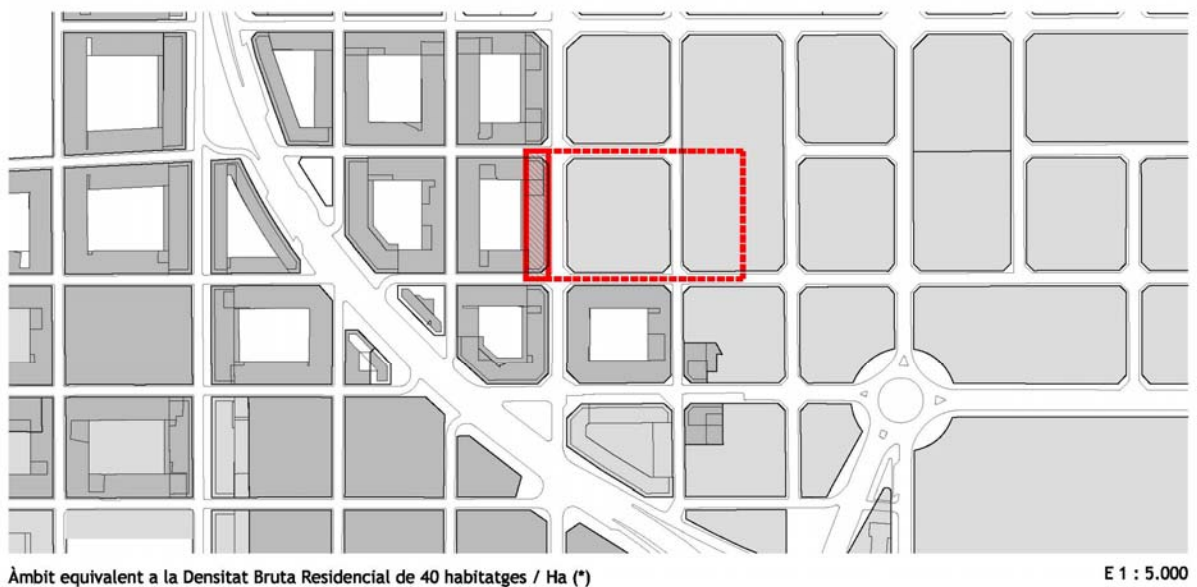 Àmbit equivalent a la Densitat Bruta Residencial de 40 habitatges / Ha (*)
E 1 : 5.000